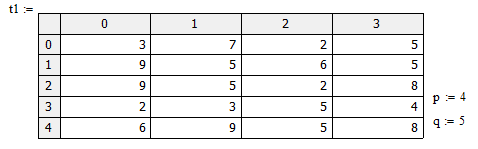 t1 :=
0 1 2 3
0 3 7 2 5
1 9 5 6 5
2 9 5 2 8
3 2 3 5 4
4 6 9 5 8
p := 4
q := 5